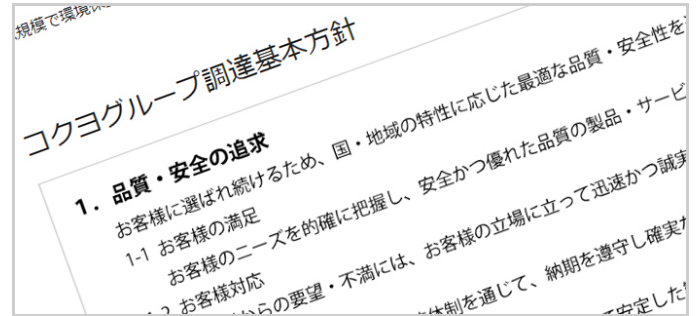 規模で環境保
コクヨグループ調達基本方針
1. 品質・安全の追求
お客様に選ばれ続けるため、国・地域の特性に応じた最適な品質・安全性を
1-1 お客様の満足
お客様のニーズを的確に把握し、安全かつ優れた品質の製品・サービ
お客様対応
らの要望・不満には、お客様の立場に立って迅速かつ誠実
体制を通じて、納期を遵守し確実
安定した